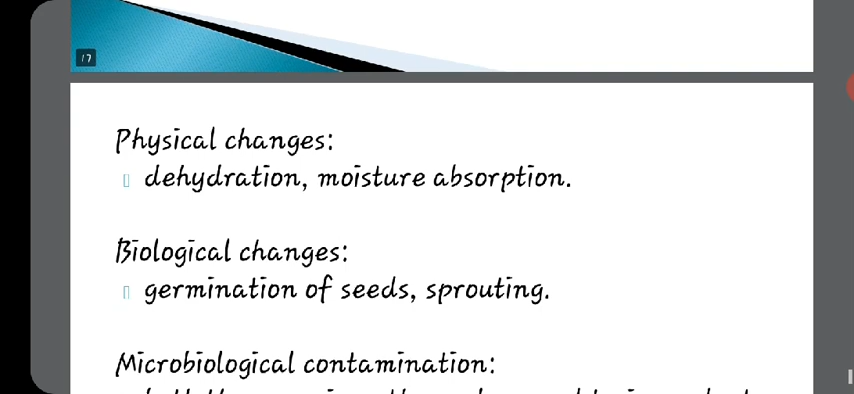 17
Physical changes:
dehydration, moisture absorption.
Biological changes:
germination of seeds, sprouting.
Microbiological contamination: